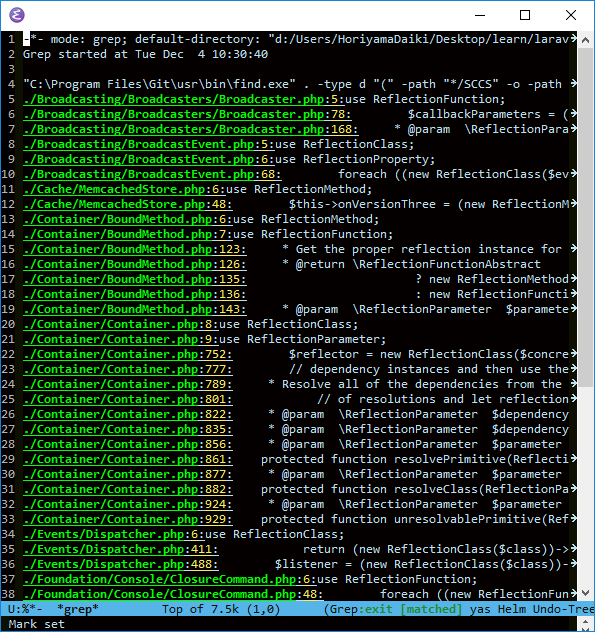 1 -*- mode: grep; default-directory: "d:/Users/HoriyamaDaiki/Desktop/learn/larav
2 Grep started at Tue Dec  4 10:30:40
3
4 "C:\Program Files\Git\usr\bin\find.exe" . -type d "(" -path "*/SCCS" -o -path
5 ./Broadcasting/Broadcasters/Broadcaster.php:5:use ReflectionFunction;
6 ./Broadcasting/Broadcasters/Broadcaster.php:78:        $callbackParameters = (
7 ./Broadcasting/Broadcasters/Broadcaster.php:168:     * @param  \ReflectionPara
8 ./Broadcasting/BroadcastEvent.php:5:use ReflectionClass;
9 ./Broadcasting/BroadcastEvent.php:6:use ReflectionProperty;
10 ./Broadcasting/BroadcastEvent.php:68:        foreach ((new ReflectionClass($ev
11 ./Cache/MemcachedStore.php:6:use ReflectionMethod;
12 ./Cache/MemcachedStore.php:48:        $this->onVersionThree = (new ReflectionM
13 ./Container/BoundMethod.php:6:use ReflectionMethod;
14 ./Container/BoundMethod.php:7:use ReflectionFunction;
15 ./Container/BoundMethod.php:123:     * Get the proper reflection instance for
16 ./Container/BoundMethod.php:126:     * @return \ReflectionFunctionAbstract
17 ./Container/BoundMethod.php:135:                        ? new ReflectionMethod
18 ./Container/BoundMethod.php:136:                        : new ReflectionFuncti
19 ./Container/BoundMethod.php:143:     * @param  \ReflectionParameter  $paramete
20 ./Container/Container.php:8:use ReflectionClass;
21 ./Container/Container.php:9:use ReflectionParameter;
22 ./Container/Container.php:752:        $reflector = new ReflectionClass($concre
23 ./Container/Container.php:777:        // dependency instances and then use the
24 ./Container/Container.php:789:     * Resolve all of the dependencies from the
25 ./Container/Container.php:801:            // of resolutions and let reflection
26 ./Container/Container.php:822:     * @param  \ReflectionParameter  $dependency
27 ./Container/Container.php:835:     * @param  \ReflectionParameter  $dependency
28 ./Container/Container.php:856:     * @param  \ReflectionParameter  $parameter
29 ./Container/Container.php:861:    protected function resolvePrimitive(Reflecti
30 ./Container/Container.php:877:     * @param  \ReflectionParameter  $parameter
31 ./Container/Container.php:882:    protected function resolveClass(ReflectionPa
32 ./Container/Container.php:924:     * @param  \ReflectionParameter  $parameter
33 ./Container/Container.php:929:    protected function unresolvablePrimitive(Ref
34 ./Events/Dispatcher.php:6:use ReflectionClass;
35 ./Events/Dispatcher.php:411:            return (new ReflectionClass($class))->
36 ./Events/Dispatcher.php:488:        $listener = (new ReflectionClass($class))-
37 ./Foundation/Console/ClosureCommand.php:6:use ReflectionFunction;
38 ./Foundation/Console/ClosureCommand.php:48:        foreach ((new ReflectionFun
U:%*-  *grep*         Top of 7.5k (1,0)      (Grep:exit [matched] yas Helm Undo-Tree
Mark set